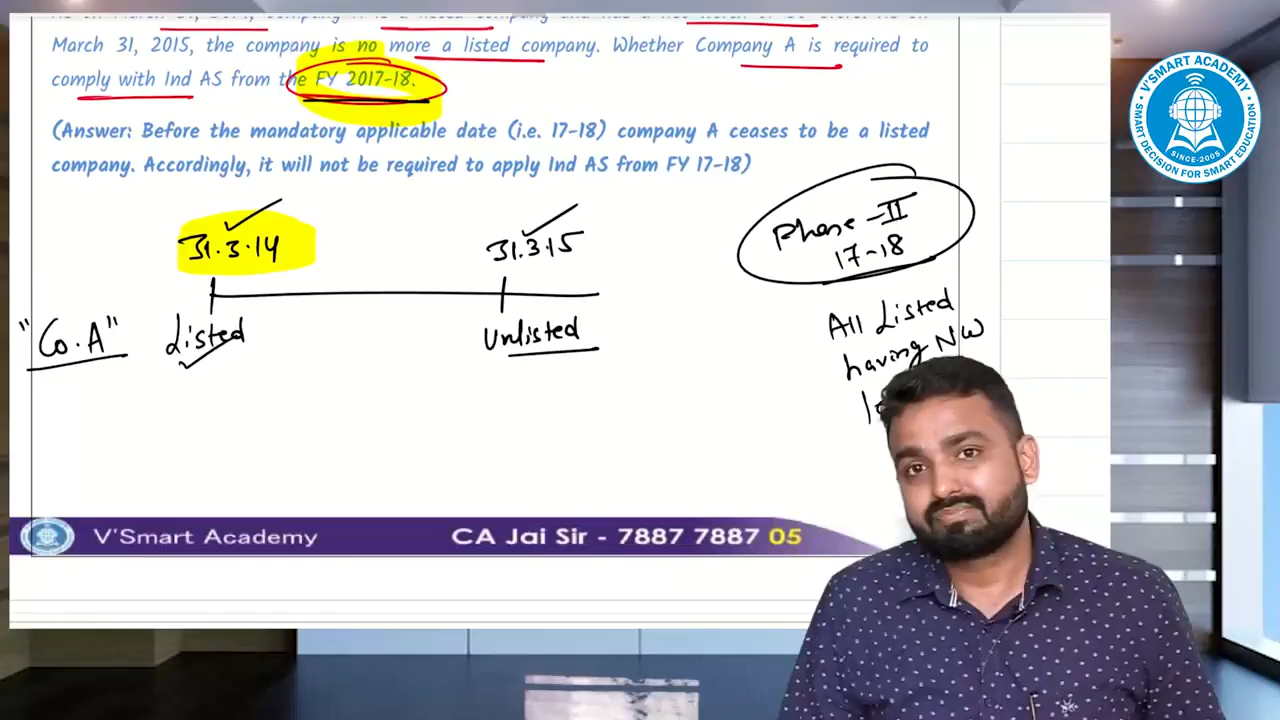 March 31, 2015, the company is no more a listed company. Whether Company A is required to
comply with Ind AS from the FY 2017-18.
(Answer: Before the mandatory applicable date (i.e. 17-18) company A ceases to be a listed
company. Accordingly, it will not be required to apply Ind AS from FY 17-18)
31.3.14
31.3.15
Phase-II
17-18
"Co.A"
Listed
Unlisted
All Listed
having NW
V'SMART ACADEMY
SMART DECISION FOR SMART EDUCATION
SINCE-2005
V'Smart Academy
CA Jai Sir - 7887 7887 05